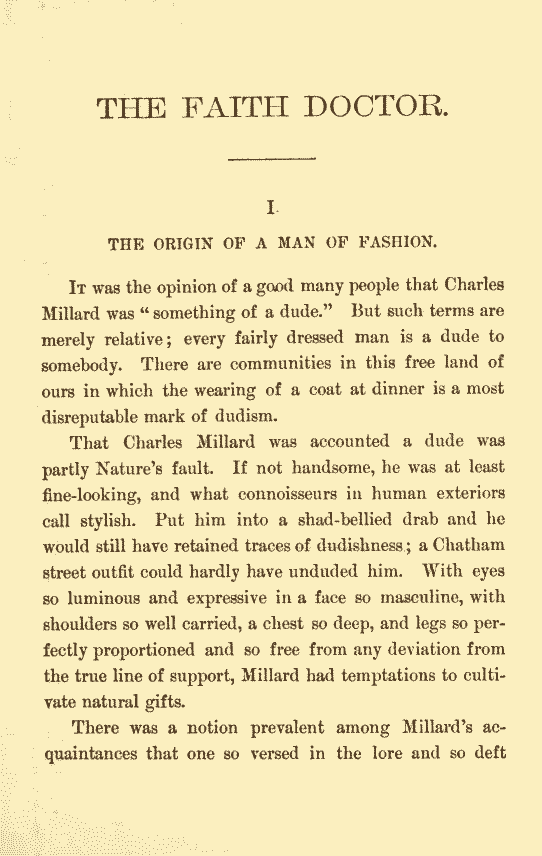 THE FAITH DOCTOR.
I.
THE ORIGIN OF A MAN OF FASHION.
It was the opinion of a good many people that Charles
Millard was “something of a dude.” But such terms are
merely relative; every fairly dressed man is a dude to
somebody. There are communities in this free land of
ours in which the wearing of a coat at dinner is a most
disreputable mark of dudism.
That Charles Millard was accounted a dude was
partly Nature’s fault. If not handsome, he was at least
fine-looking, and what connoisseurs in human exteriors
call stylish. Put him into a shad-bellied drab and he
would still have retained traces of dudishness; a Chatham
street outfit could hardly have unduded him. With eyes
so luminous and expressive in a face so masculine, with
shoulders so well carried, a chest so deep, and legs so per-
fectly proportioned and so free from any deviation from
the true line of support, Millard had temptations to culti-
vate natural gifts.
There was a notion prevalent among Millard’s ac-
quaintances that one so versed in the lore and so deft